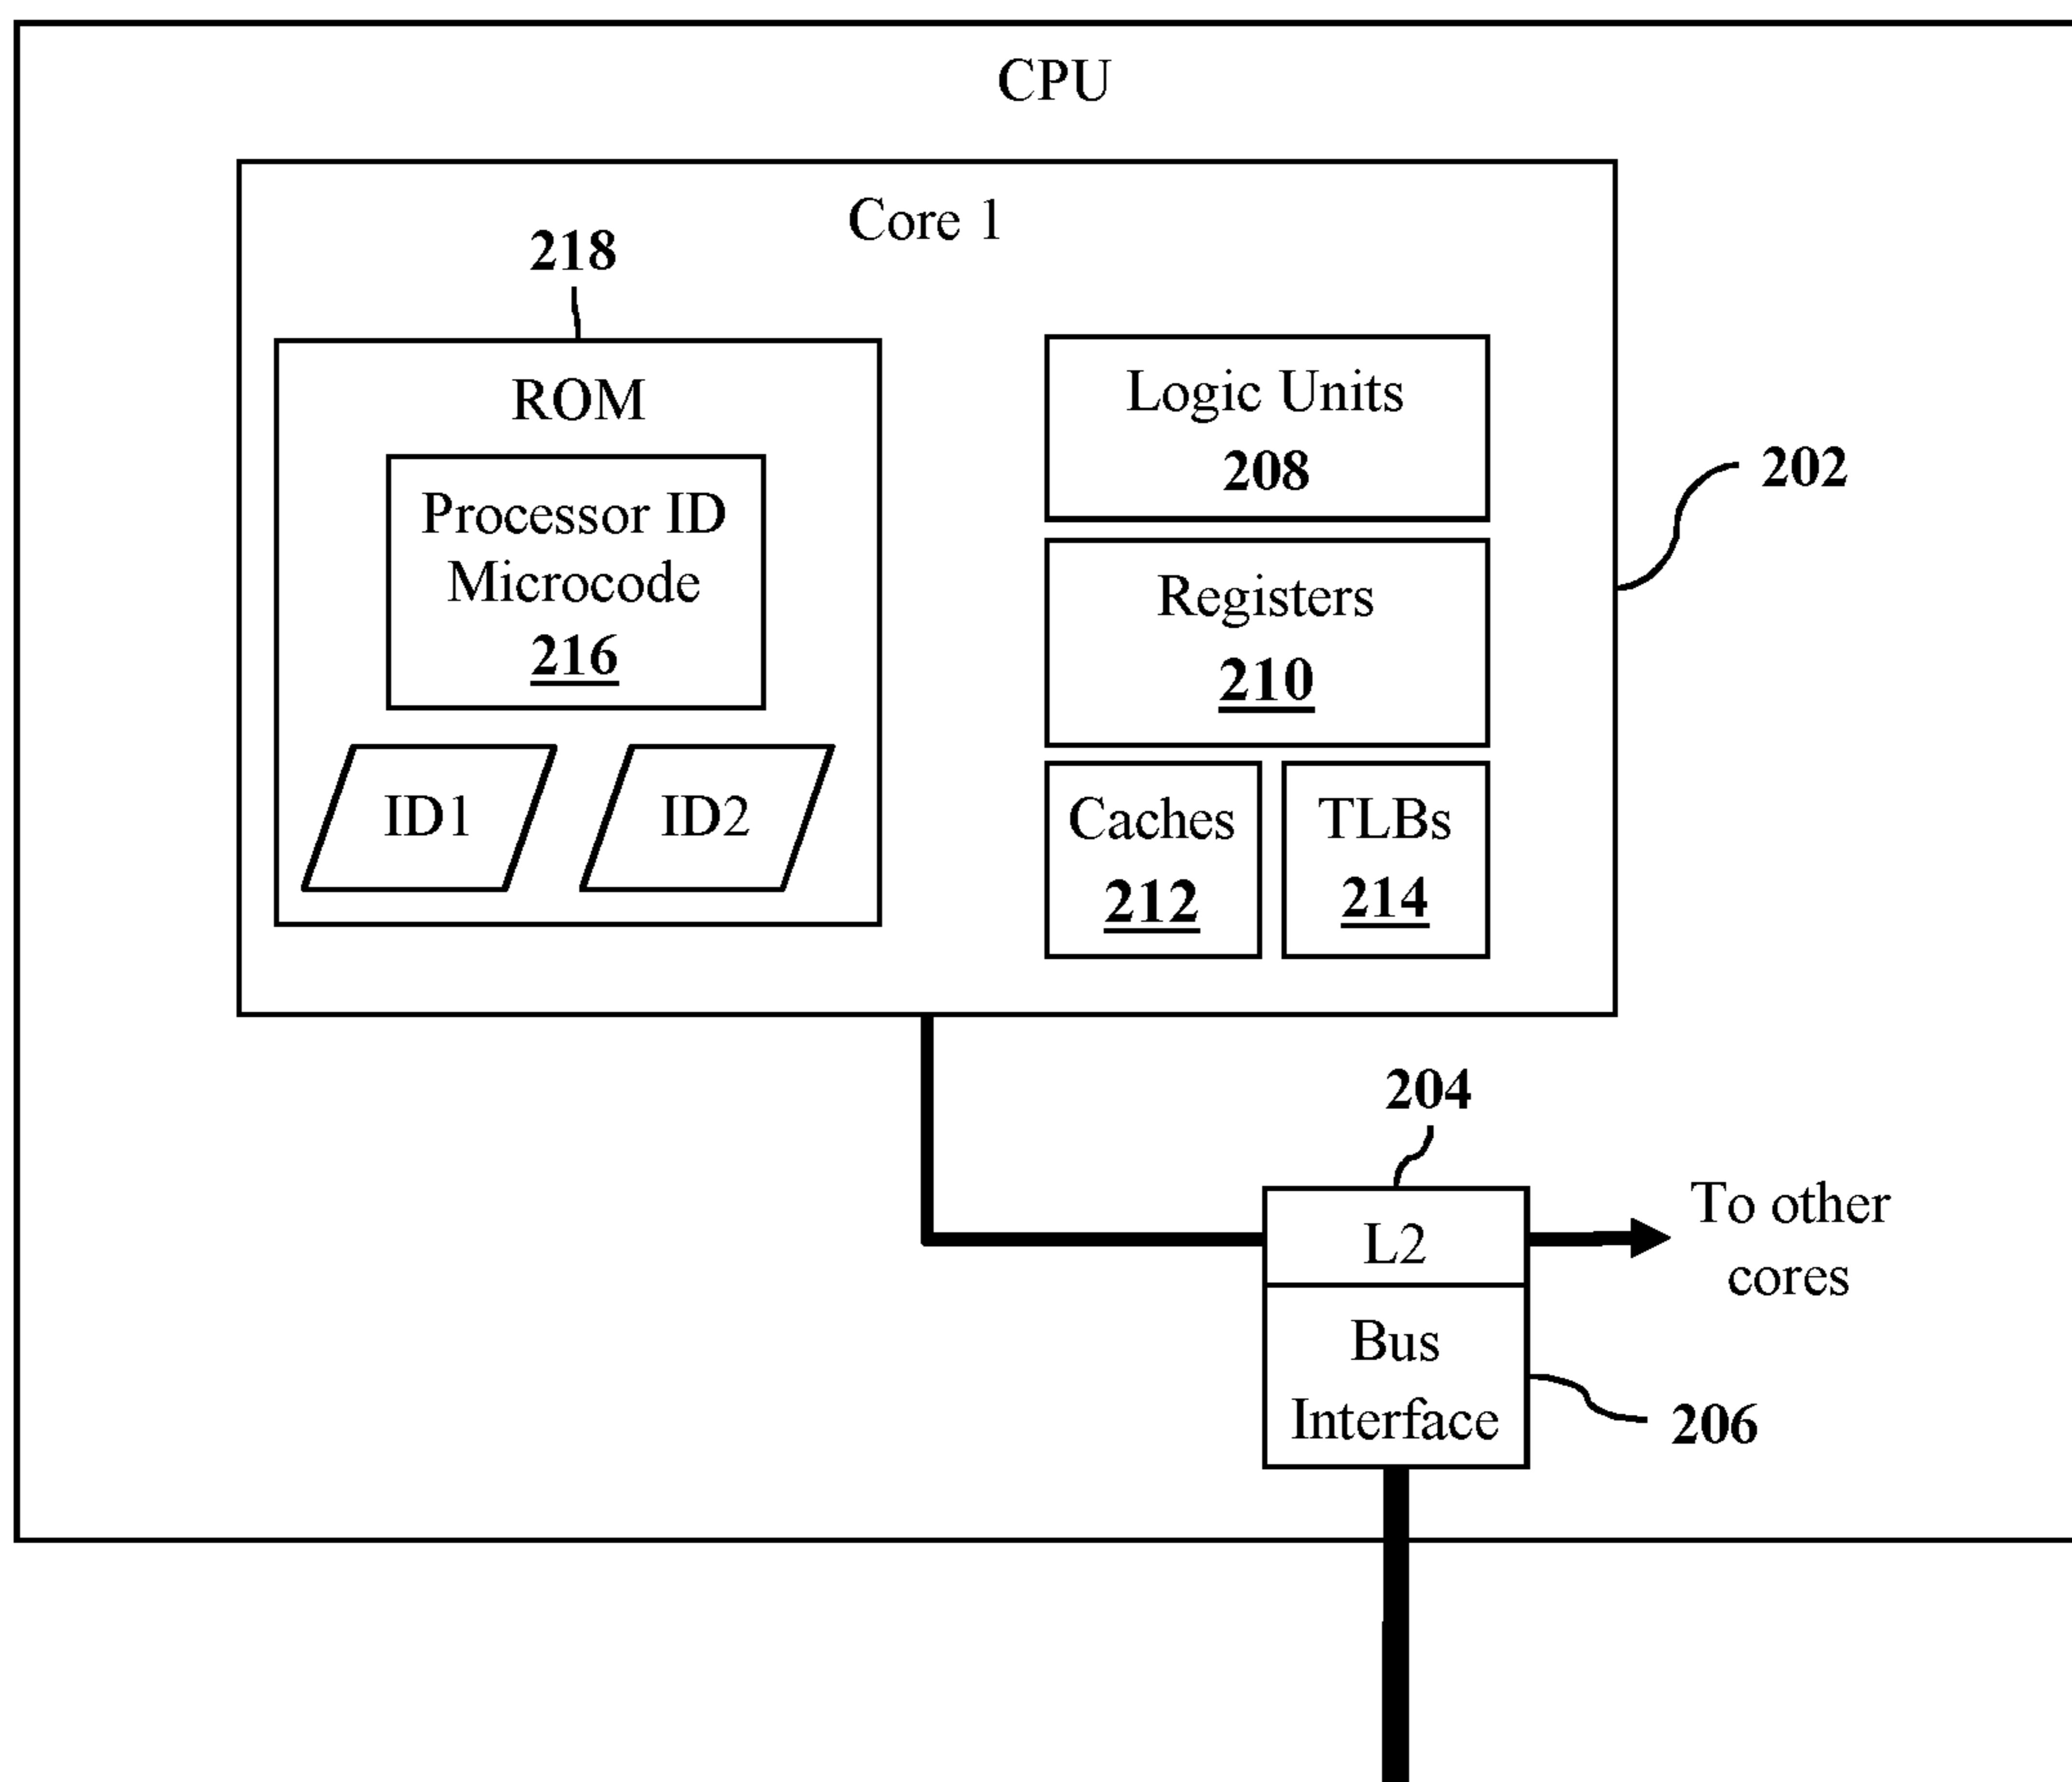 CPU
Core 1
218
ROM
Processor ID
Microcode
216
ID1
ID2
Logic Units
208
Registers
210
Caches
212
TLBs
214
202
204
L2
To other
cores
Bus
Interface
206